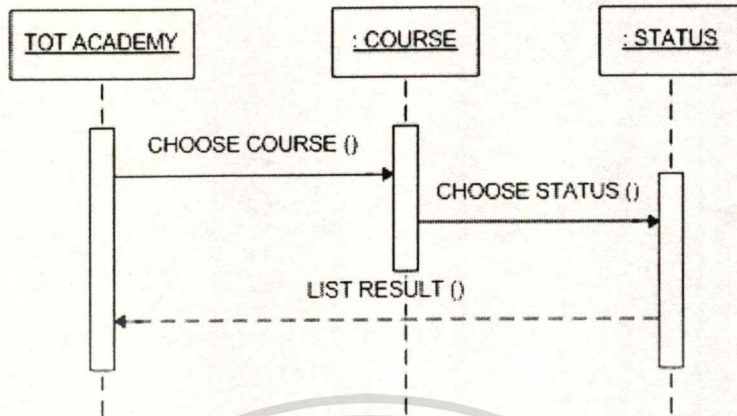 TOT ACADEMY
: COURSE
: STATUS
CHOOSE COURSE ()
CHOOSE STATUS ()
LIST RESULT ()